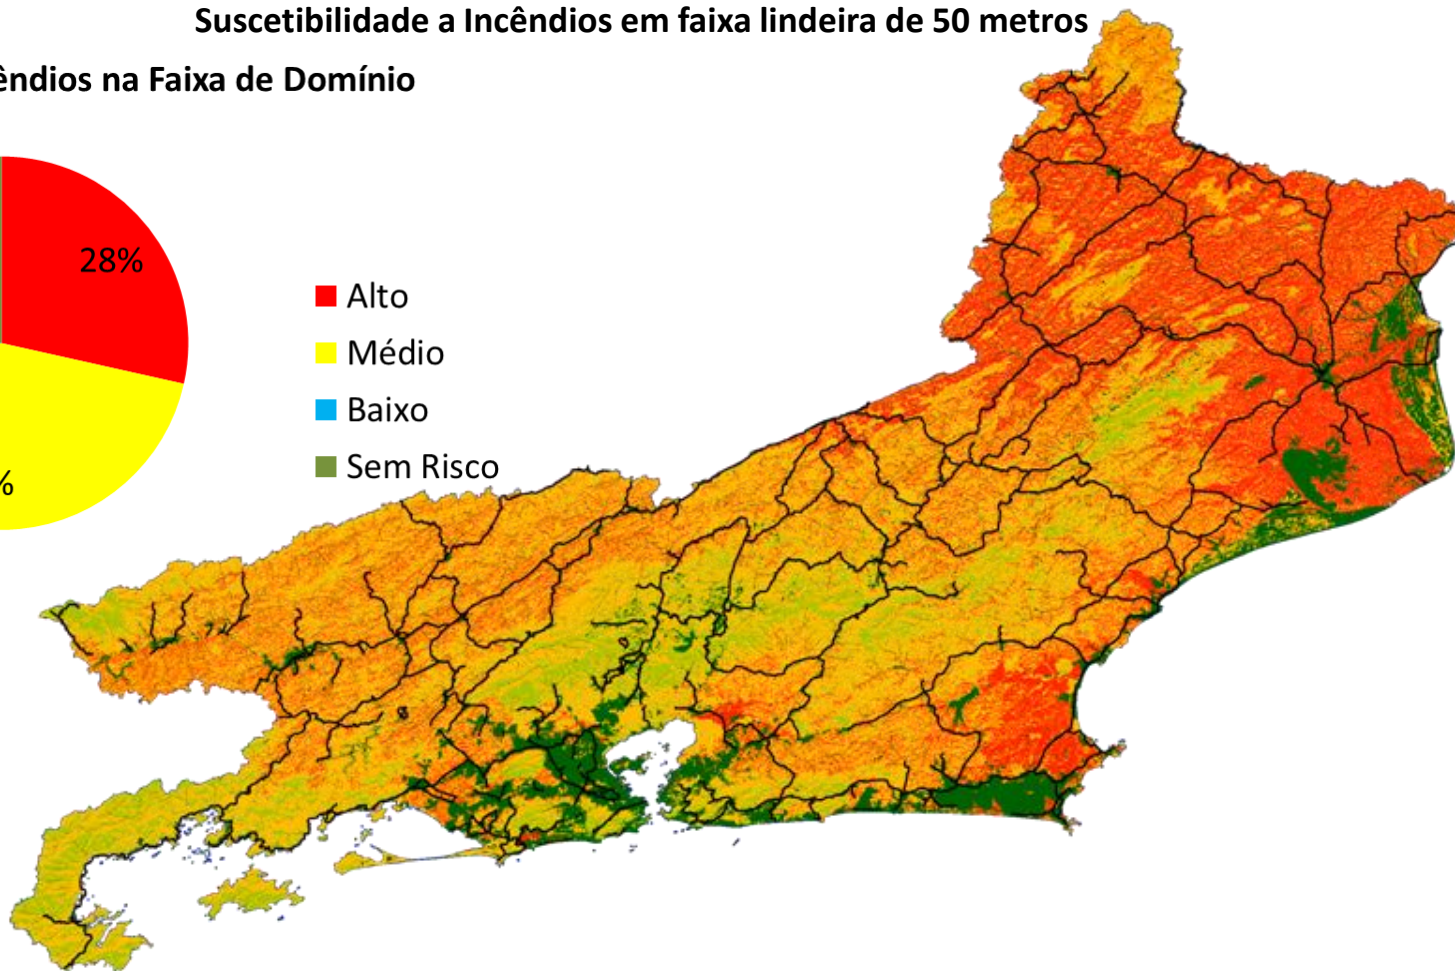 Suscetibilidade a Incêndios em faixa lindeira de 50 metros
êndios na Faixa de Domínio
28%
Alto
Médio
Baixo
Sem Risco
%